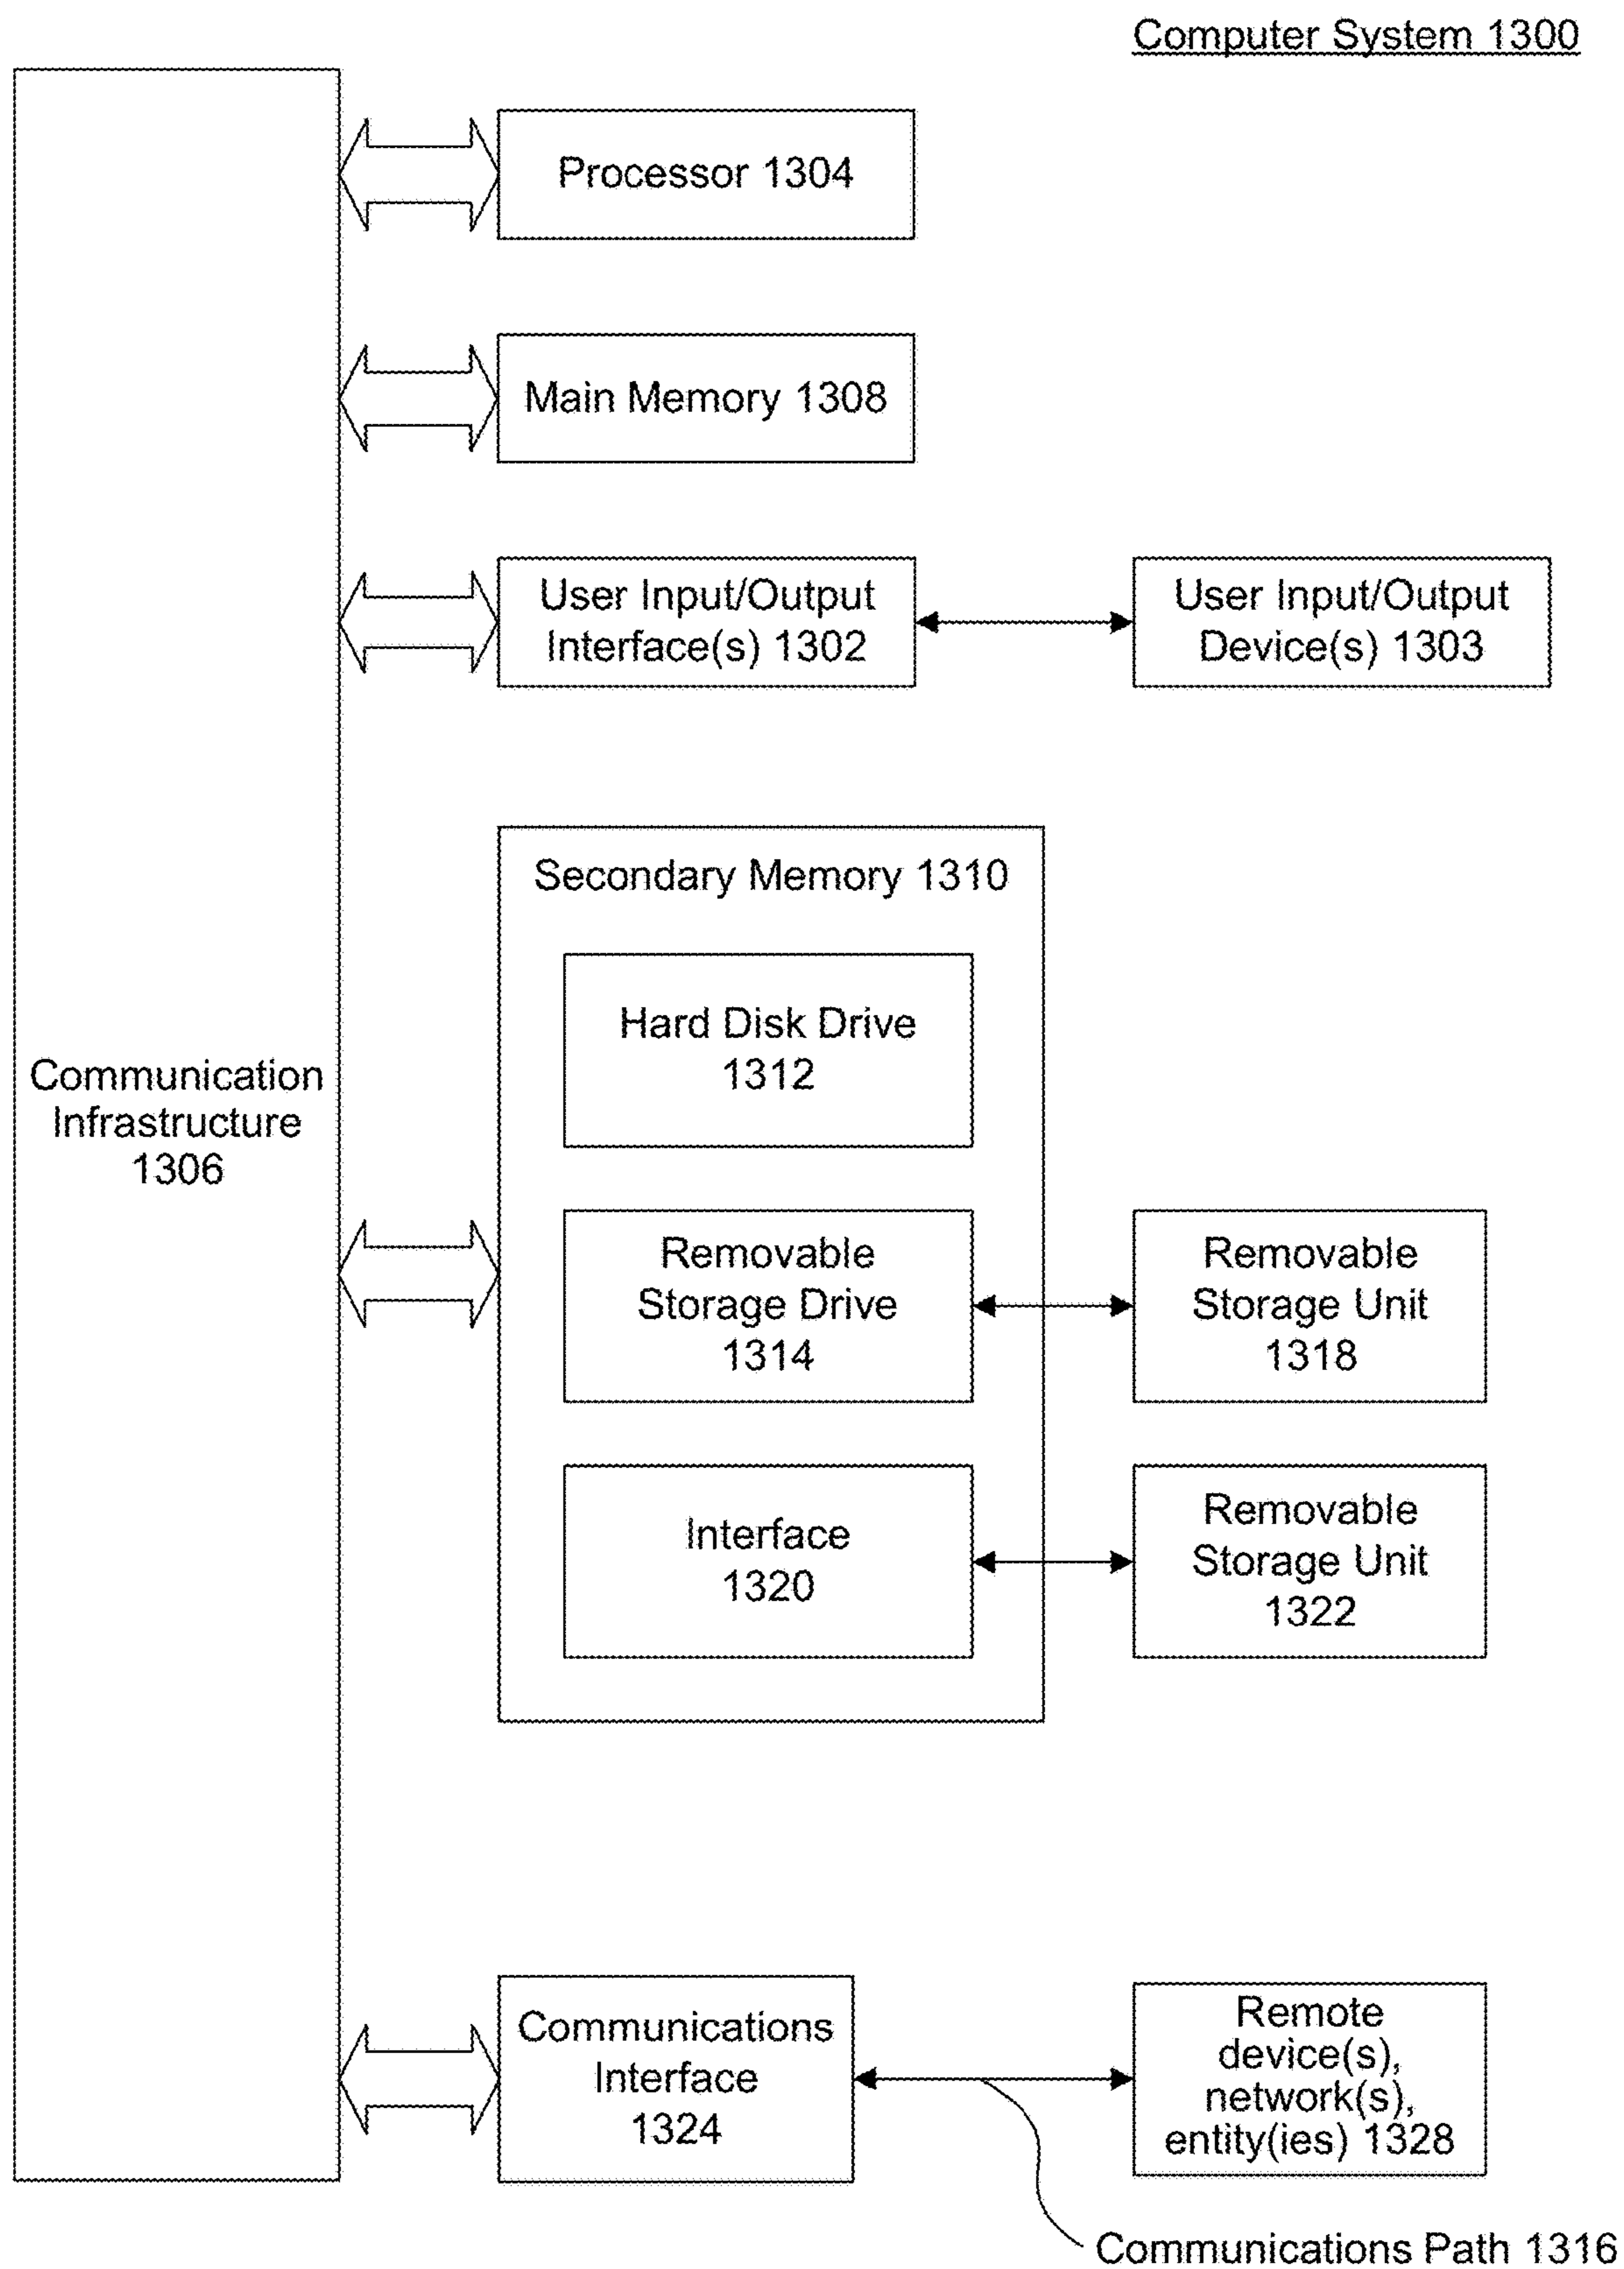 Computer System 1300
Processor 1304
Main Memory 1308
User Input/Output
Interface(s) 1302
User Input/Output
Device(s) 1303
Secondary Memory 1310
Hard Disk Drive
1312
Communication
Infrastructure
1306
Removable
Storage Drive
1314
Removable
Storage Unit
1318
Interface
1320
Removable
Storage Unit
1322
Communications
Interface
1324
Remote
device(s),
network(s),
entity(ies) 1328
Communications Path 1316